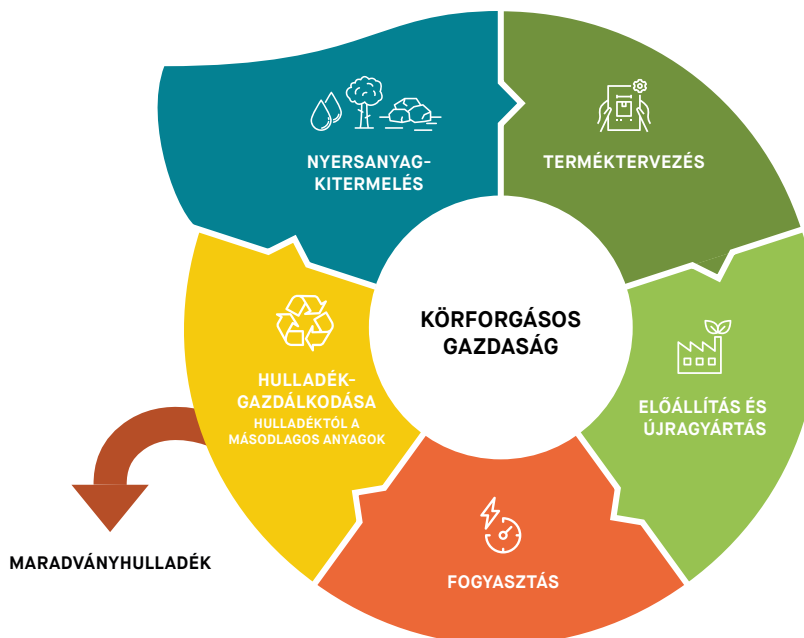 NYERSANYAG-
KITERMELÉS
TERMÉKTERVEZÉS
KÖRFORGÁSOS
GAZDASÁG
ELŐÁLLÍTÁS ÉS
ÚJRAGYÁRTÁS
HULLADÉK-
GAZDÁLKODÁSA
HULLADÉKTÓL A
MÁSODLAGOS ANYAGOK
FOGYASZTÁS
MARADVÁNYHULLADÉK